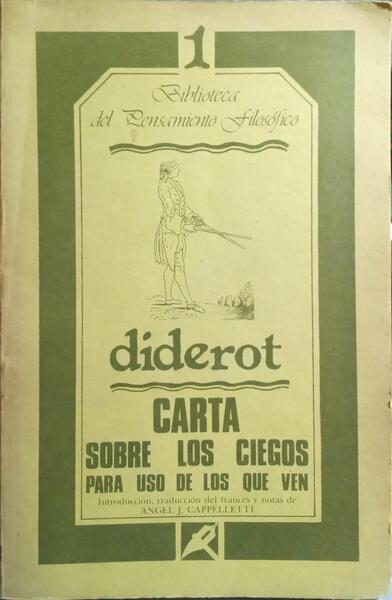 1
Biblioteca
del Pensamiento Filosófico
diderot
CARTA
SOBRE LOS CIEGOS
PARA USO DE LOS QUE VEN
Introducción, traducción del frances y notas de
ANGEL J. CAPPELLETTI